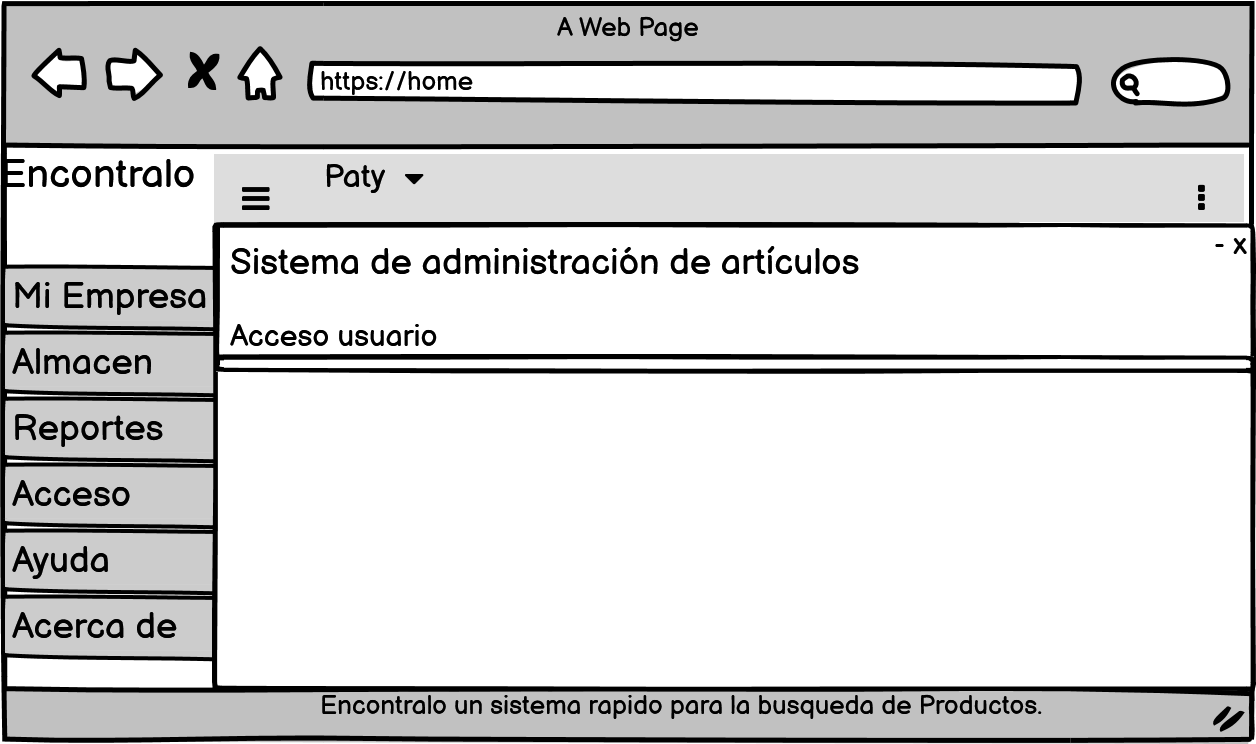 A Web Page
https://home
Encontralo
Paty
- x
Sistema de administración de artículos
Mi Empresa
Acceso usuario
Almacen
Reportes
Acceso
Ayuda
Acerca de
Encontralo un sistema rapido para la busqueda de Productos.